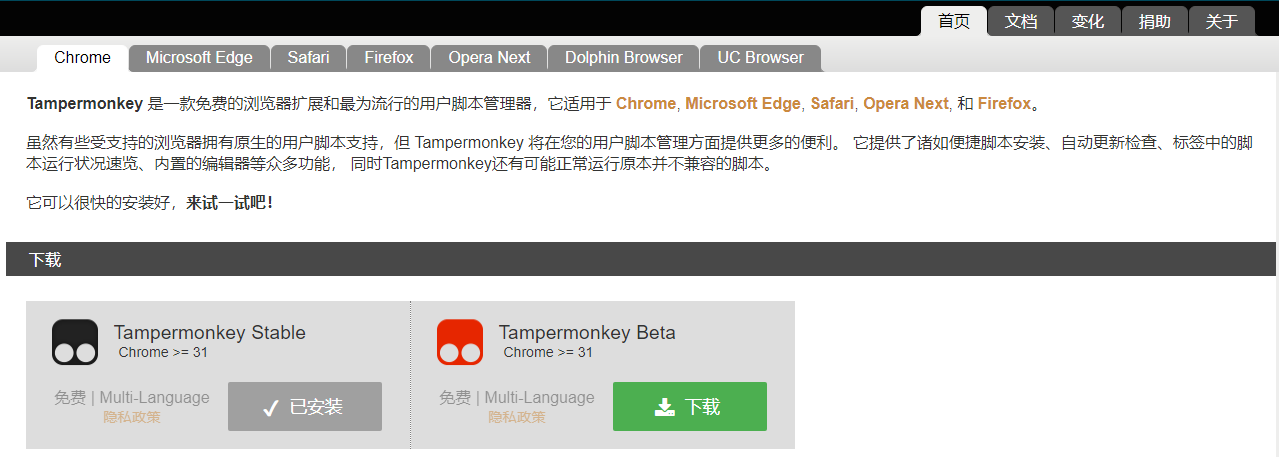 首页 文档 变化 捐助 关于
Chrome Microsoft Edge Safari Firefox Opera Next Dolphin Browser UC Browser
Tampermonkey 是一款免费的浏览器扩展和最为流行的用户脚本管理器，它适用于 Chrome, Microsoft Edge, Safari, Opera Next, 和 Firefox。
虽然有些受支持的浏览器拥有原生的用户脚本支持，但 Tampermonkey 将在您的用户脚本管理方面提供更多的便利。 它提供了诸如便捷脚本安装、自动更新检查、标签中的脚
本运行状况速览、内置的编辑器等众多功能， 同时Tampermonkey还有可能正常运行原本并不兼容的脚本。
它可以很快的安装好，来试一试吧！
下载
Tampermonkey Stable
Chrome >= 31
免费 | Multi-Language
隐私政策
已安装
Tampermonkey Beta
Chrome >= 31
免费 | Multi-Language
隐私政策
下载